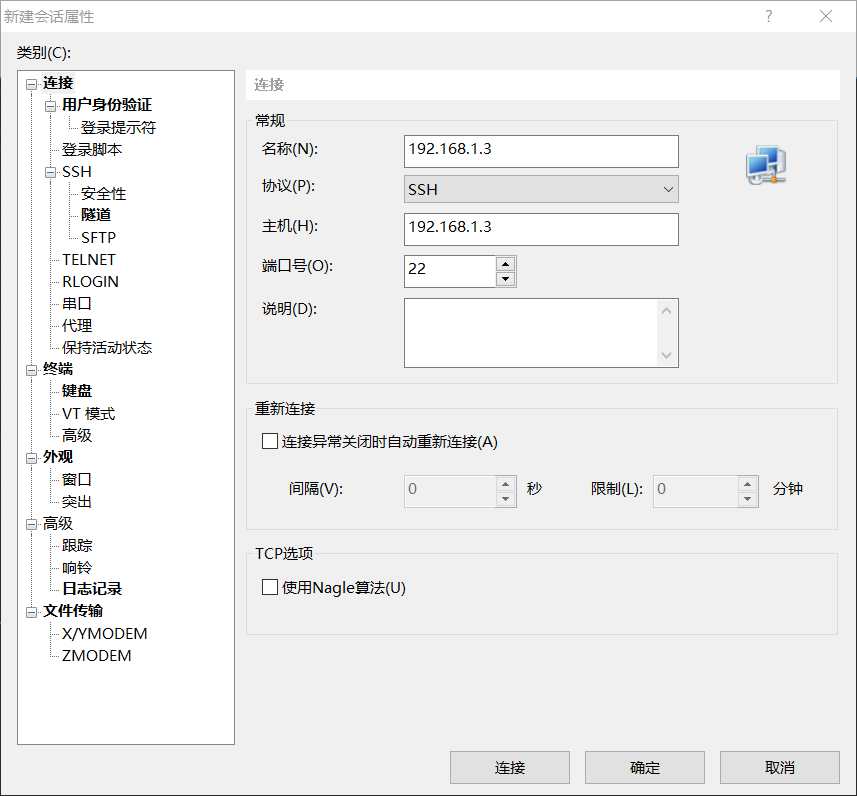 新建会话属性
?
类别(C):
连接
用户身份验证
登录提示符
登录脚本
SSH
安全性
隧道
SFTP
TELNET
RLOGIN
串口
代理
保持活动状态
终端
键盘
VT 模式
高级
外观
窗口
突出
高级
跟踪
响铃
日志记录
文件传输
X/YMODEM
ZMODEM
连接
常规
名称(N): 192.168.1.3
协议(P): SSH
主机(H): 192.168.1.3
端口号(O): 22
说明(D):
重新连接
连接异常关闭时自动重新连接(A)
间隔(V): 0 秒 限制(L): 0 分钟
TCP选项
使用Nagle算法(U)
连接 确定 取消